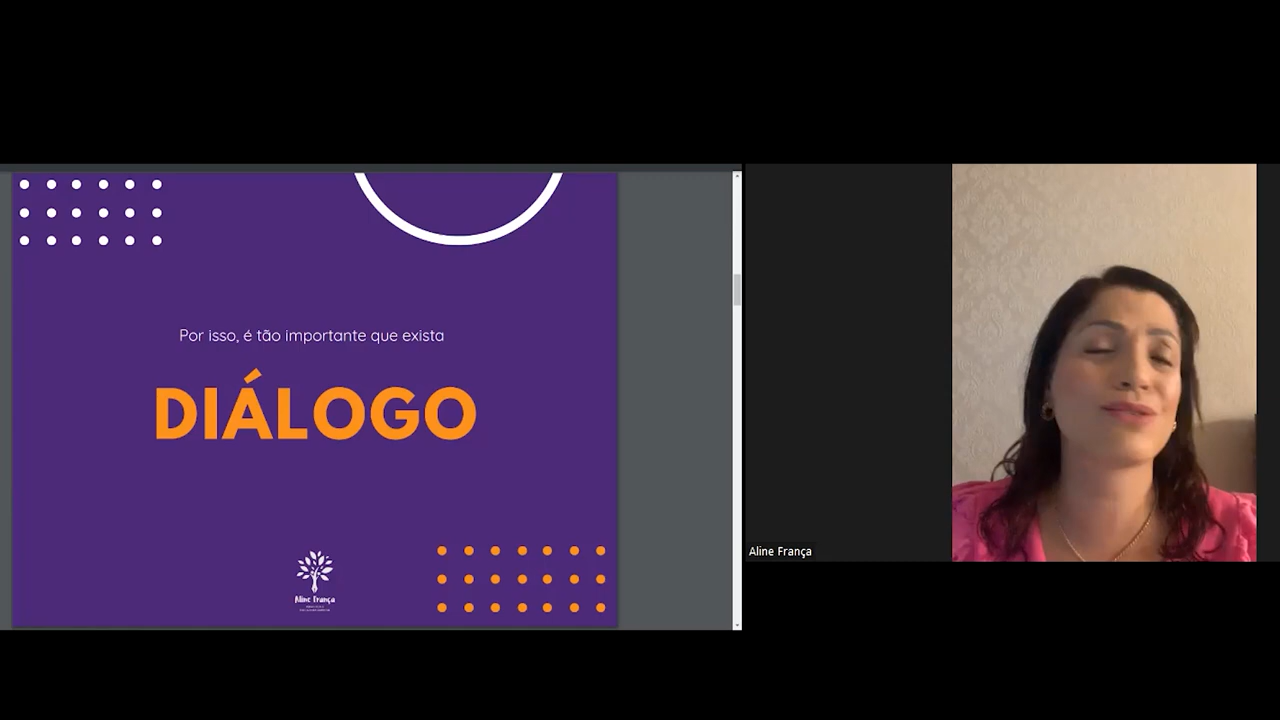 Por isso, é tão importante que exista
DIÁLOGO
Aline França
Aline França